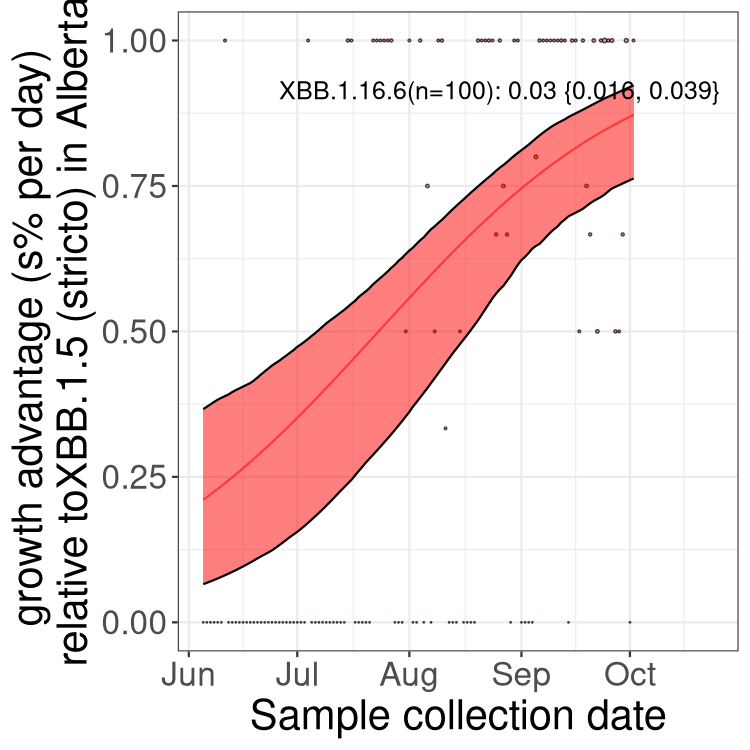 growth advantage (s% per day)
relative toXBB.1.5 (stricto) in Alberta
1.00
XBB.1.16.6(n=100): 0.03 {0.016, 0.039}
0.75
0.50
0.25
0.00
Jun Jul Aug Sep Oct
Sample collection date